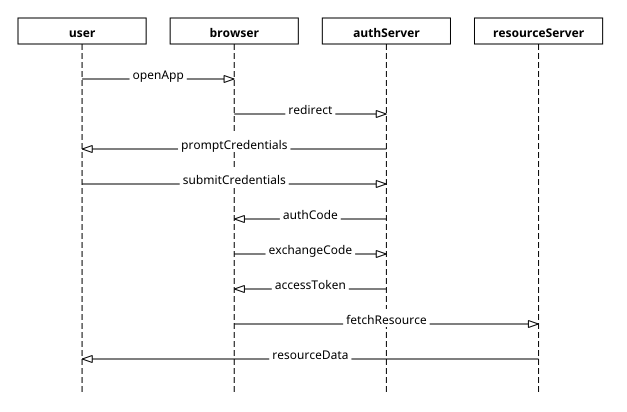 user
browser
authServer
resourceServer
openApp
redirect
promptCredentials
submitCredentials
authCode
exchangeCode
accessToken
fetchResource
resourceData